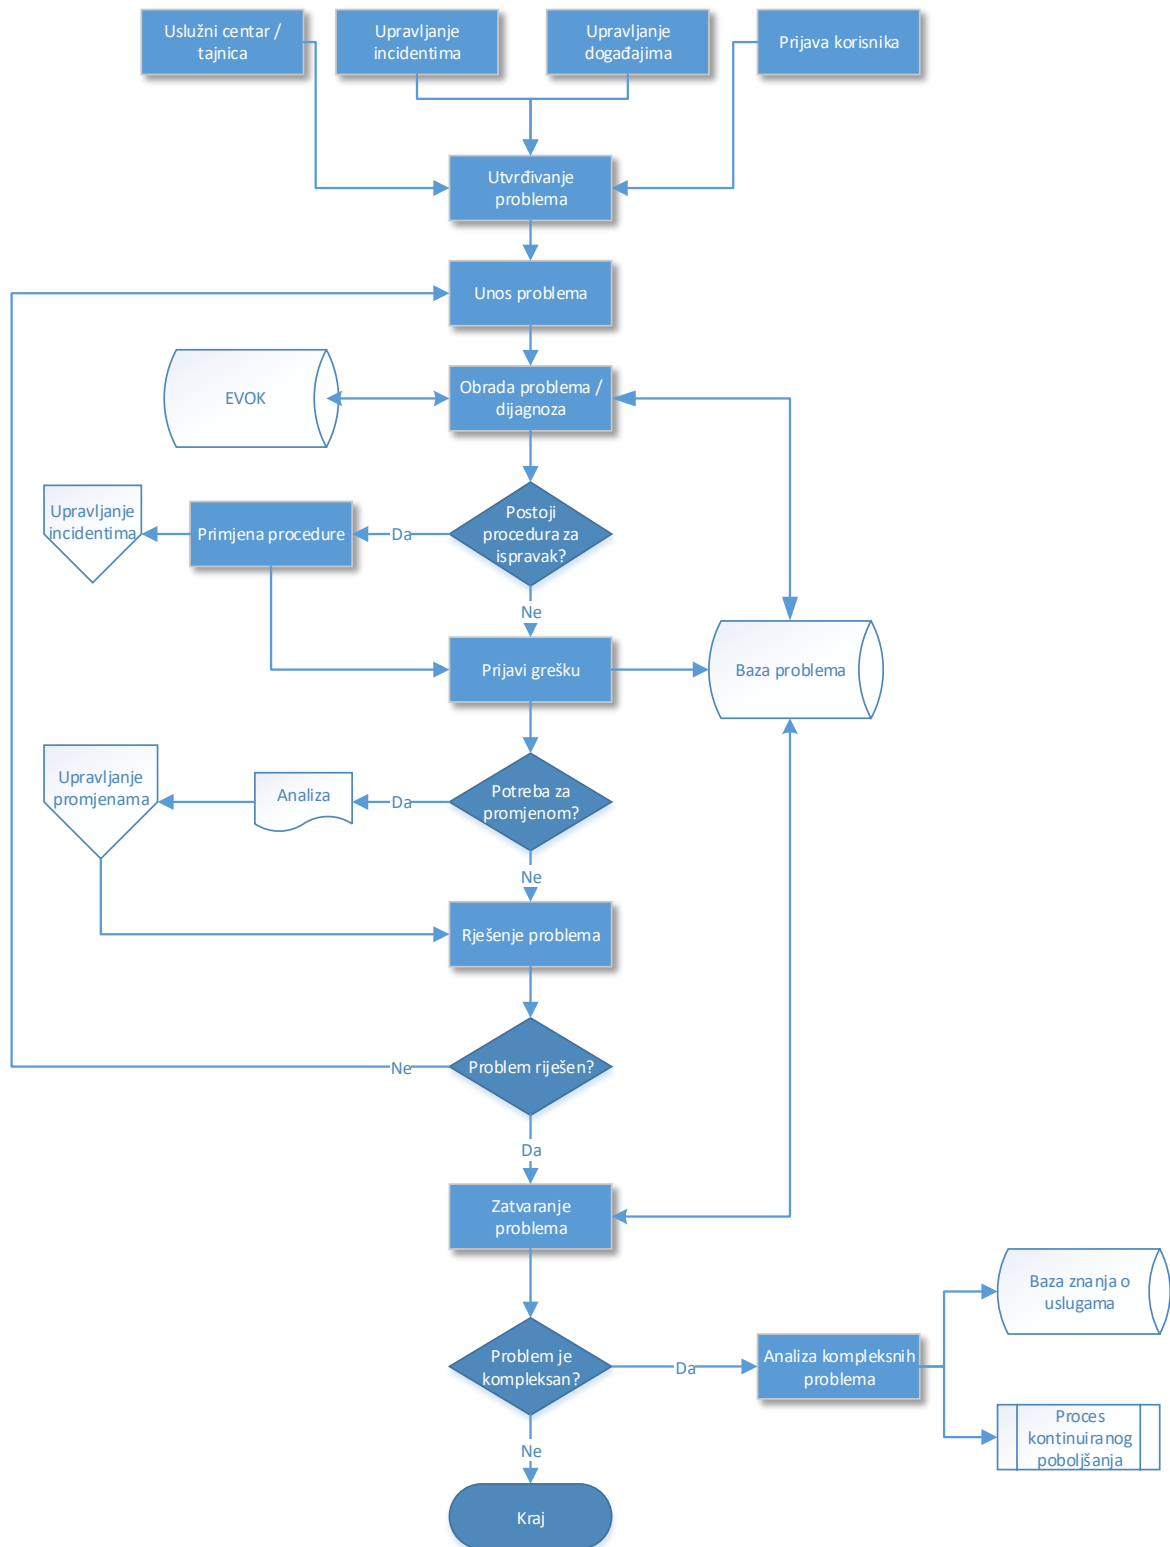 Uslužni centar /
tajnica
Upravljanje
incidentima
Upravljanje
događajima
Prijava korisnika
Utvrđivanje
problema
Unos problema
EVOK
Obrada problema /
dijagnoza
Upravljanje
incidentima
Primjena procedure
Da
Postoji
procedura za
ispravak?
Ne
Prijavi grešku
Baza problema
Upravljanje
promjenama
Analiza
Da
Potreba za
promjenom?
Ne
Rješenje problema
Ne
Problem riješen?
Da
Zatvaranje
problema
Baza znanja o
uslugama
Problem je
kompleksan?
Da
Analiza kompleksnih
problema
Proces
kontinuiranog
poboljšanja
Ne
Kraj